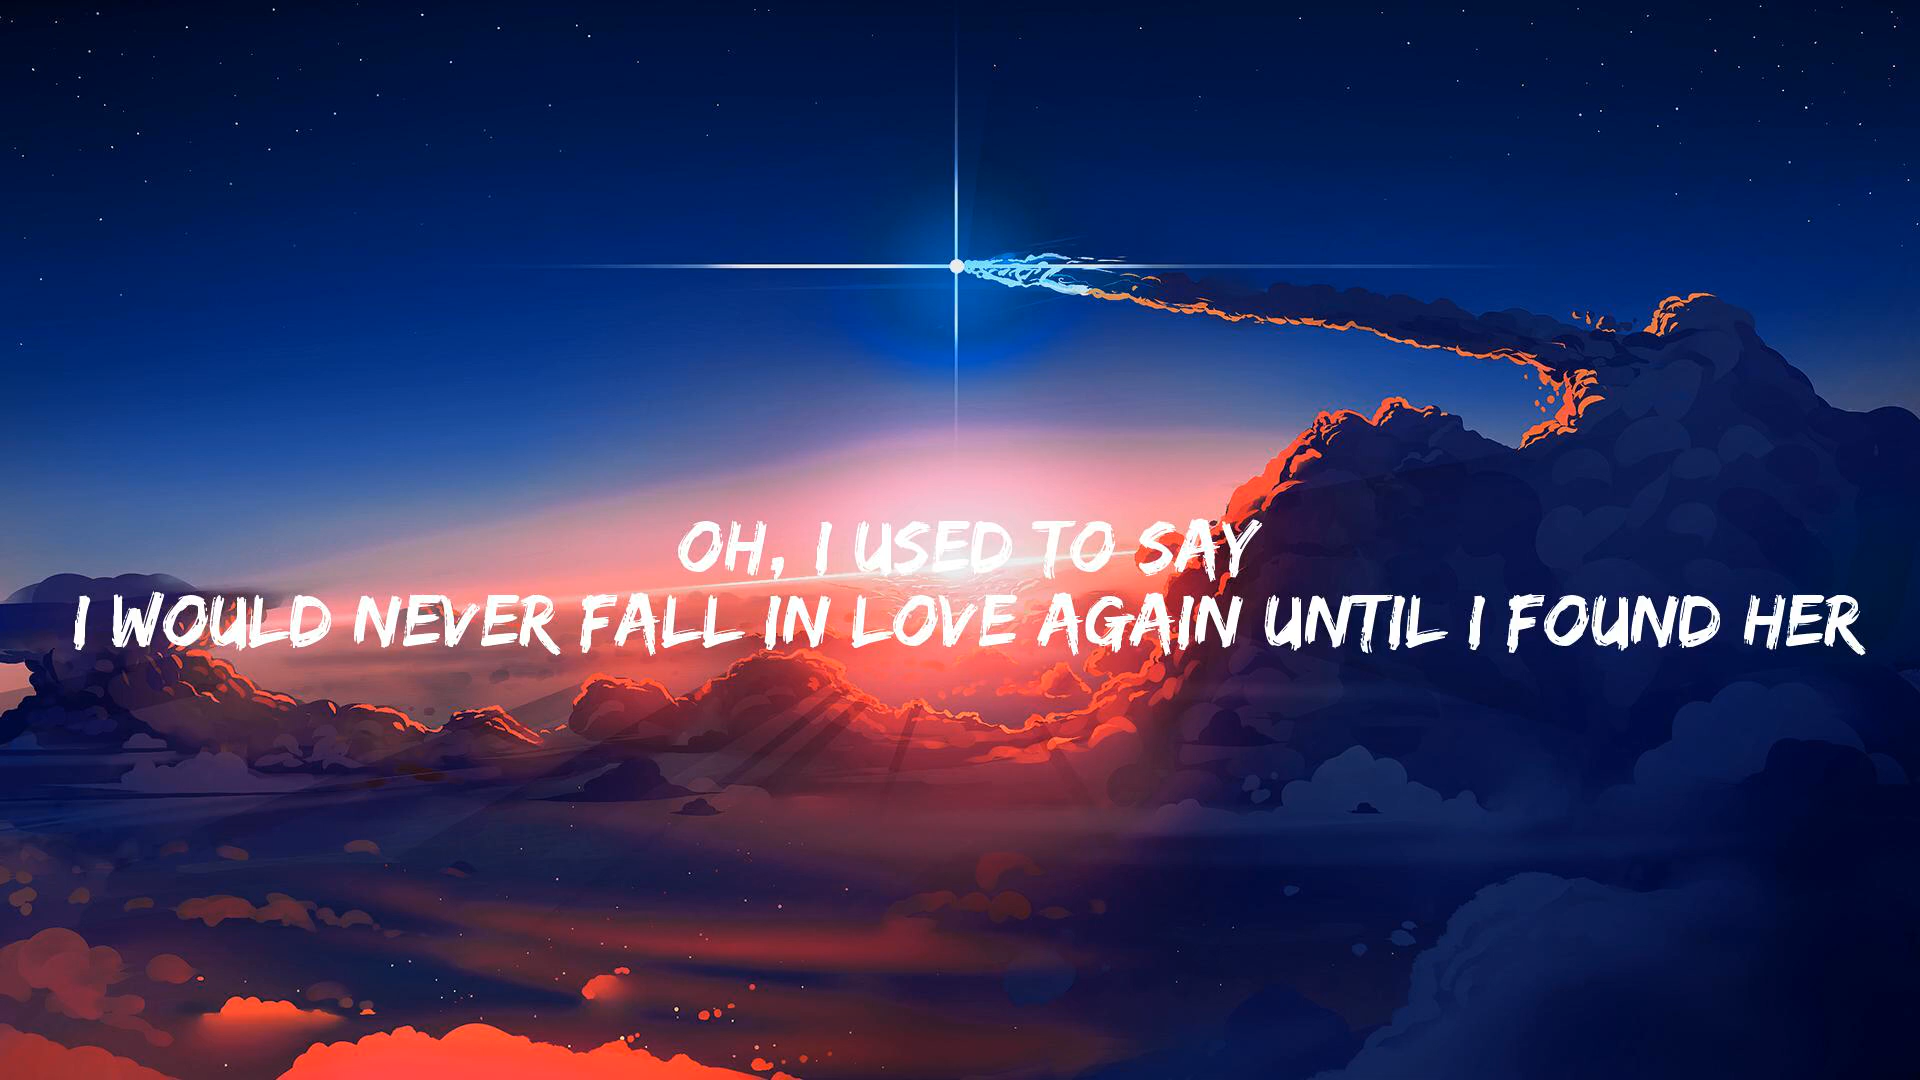 OH, I USED TO SAY
I WOULD NEVER FALL IN LOVE AGAIN UNTIL I FOUND HER